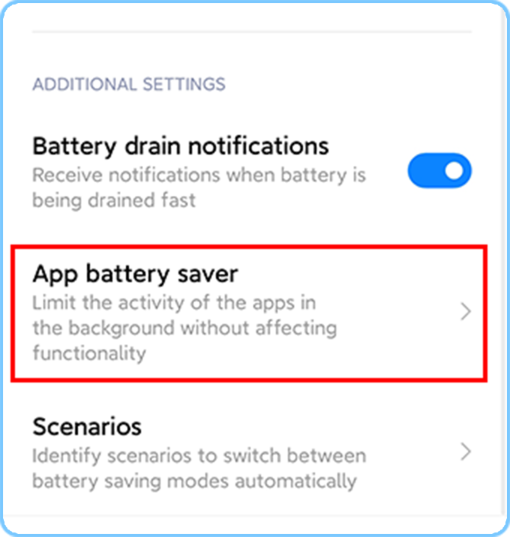 ADDITIONAL SETTINGS
Battery drain notifications
Receive notifications when battery is
being drained fast
App battery saver
Limit the activity of the apps in
the background without affecting
functionality
Scenarios
Identify scenarios to switch between
battery saving modes automatically